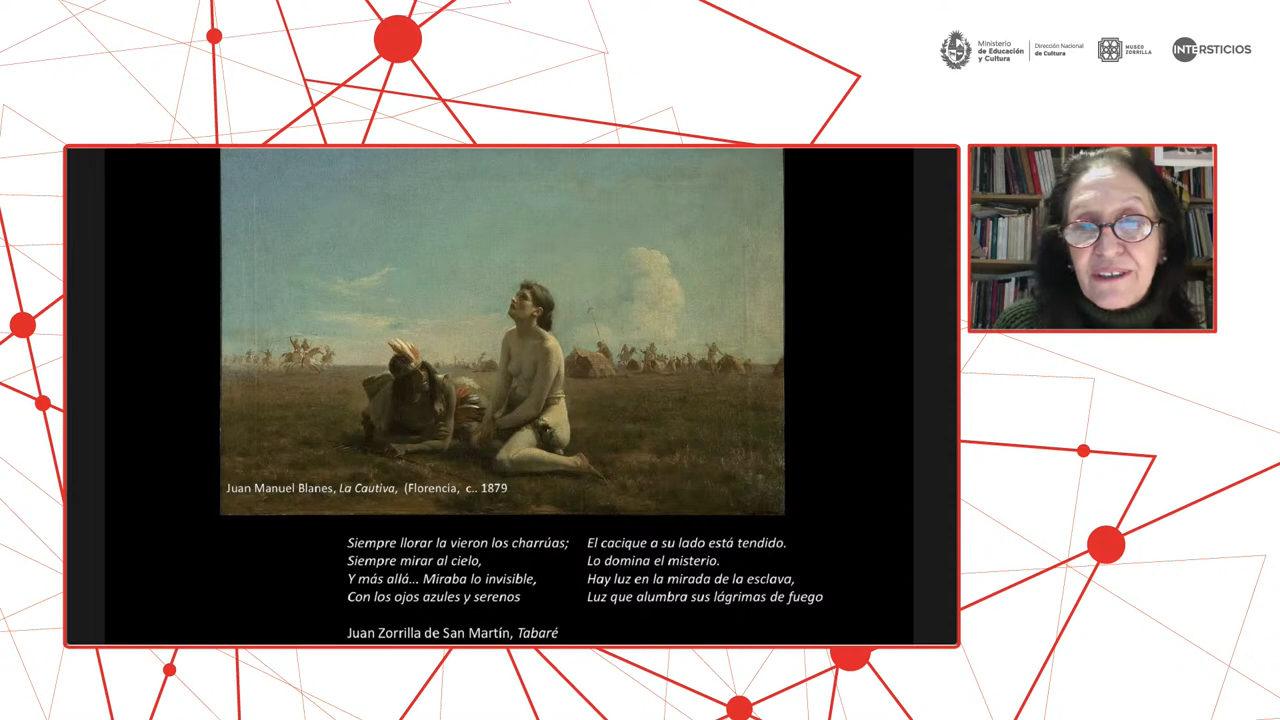 Ministerio
de Educación
y Cultura
Dirección Nacional
de Cultura
MUSEO
ZORRILLA
INTERSTICIOS
Juan Manuel Blanes, La Cautiva, (Florencia, c.. 1879
Siempre llorar la vieron los charrúas;
Siempre mirar al cielo,
Y más allá... Miraba lo invisible,
Con los ojos azules y serenos
El cacique a su lado está tendido.
Lo domina el misterio.
Hay luz en la mirada de la esclava,
Luz que alumbra sus lágrimas de fuego
Juan Zorrilla de San Martín, Tabaré